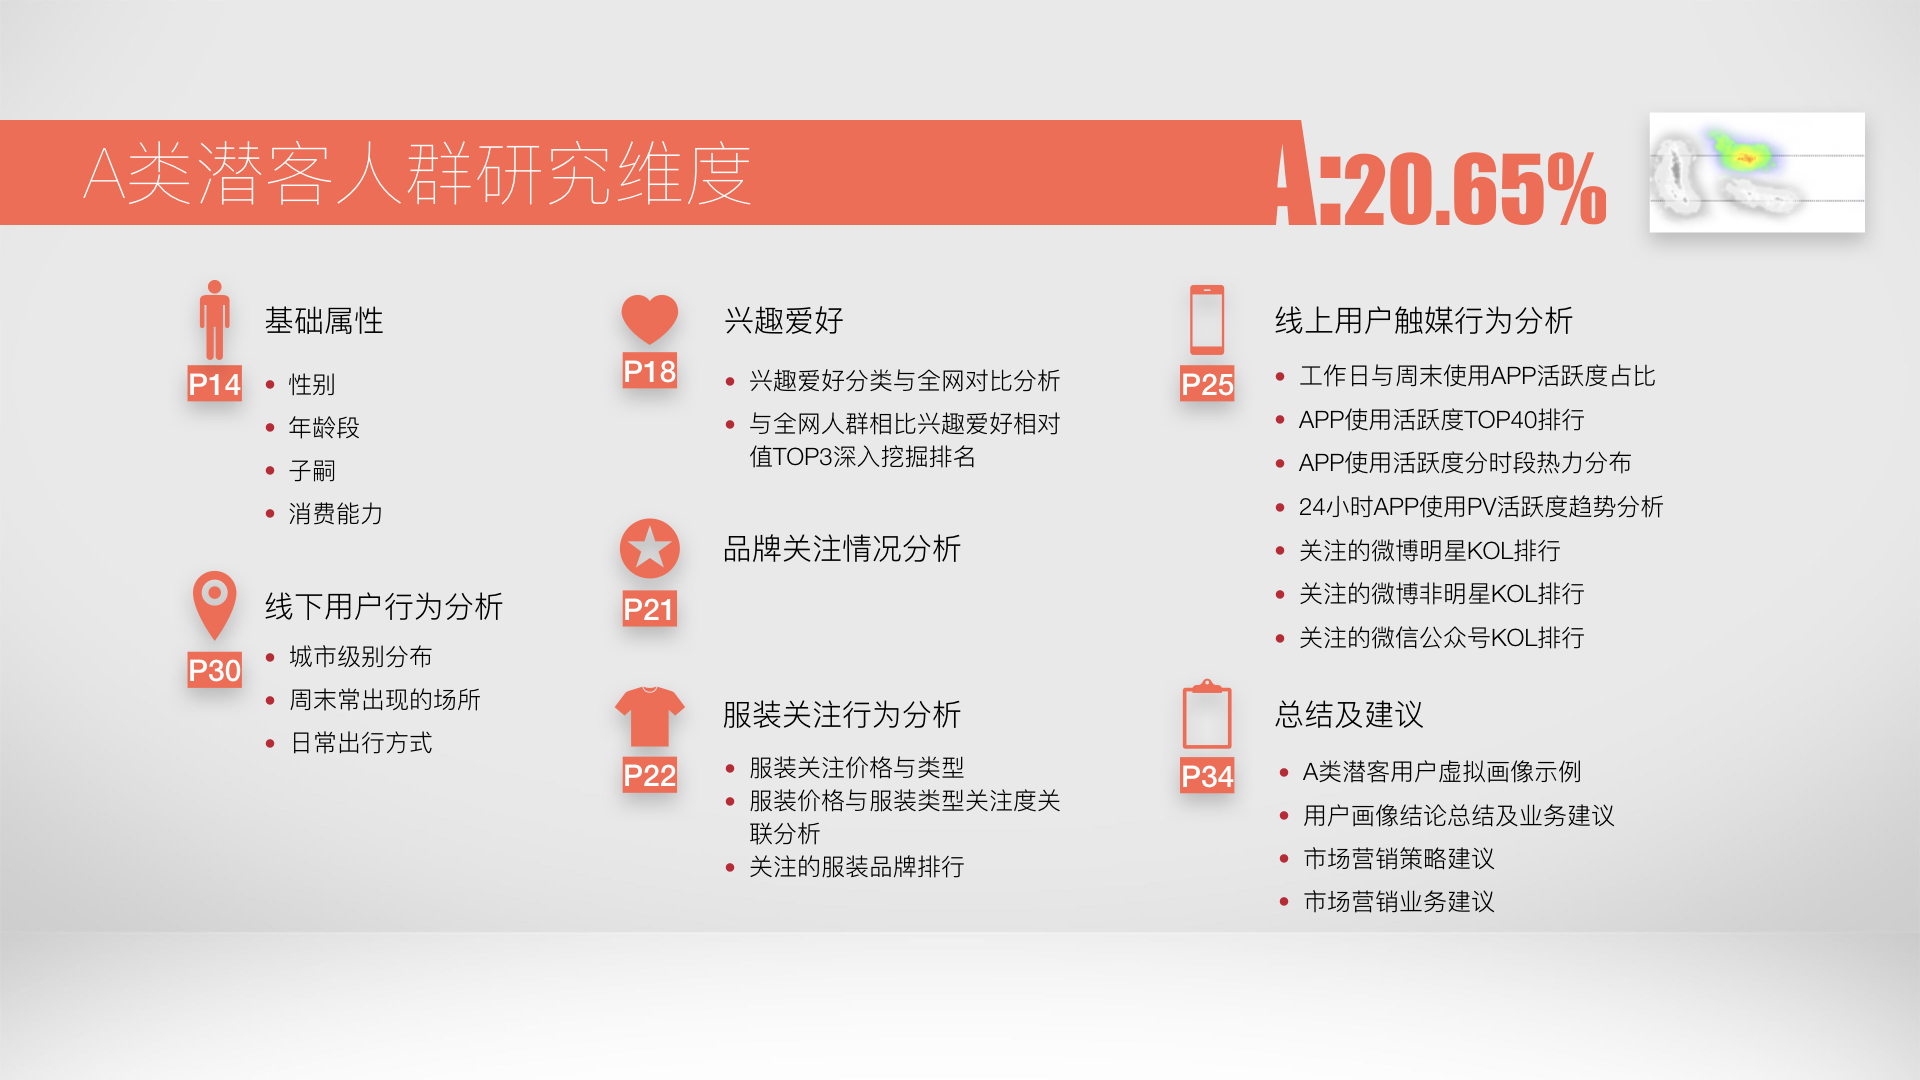 A类潜客人群研究维度
A:20.65%
基础属性
P14
性别
年龄段
子嗣
消费能力
线下用户行为分析
P30
城市级别分布
周末常出现的场所
日常出行方式
兴趣爱好
P18
兴趣爱好分类与全网对比分析
与全网人群相比兴趣爱好相对
值TOP3深入挖掘排名
品牌关注情况分析
P21
服装关注行为分析
P22
服装关注价格与类型
服装价格与服装类型关注度关
联分析
关注的服装品牌排行
线上用户触媒行为分析
P25
工作日与周末使用APP活跃度占比
APP使用活跃度TOP40排行
APP使用活跃度分时段热力分布
24小时APP使用PV活跃度趋势分析
关注的微博明星KOL排行
关注的微博非明星KOL排行
关注的微信公众号KOL排行
总结及建议
P34
A类潜客用户虚拟画像示例
用户画像结论总结及业务建议
市场营销策略建议
市场营销业务建议